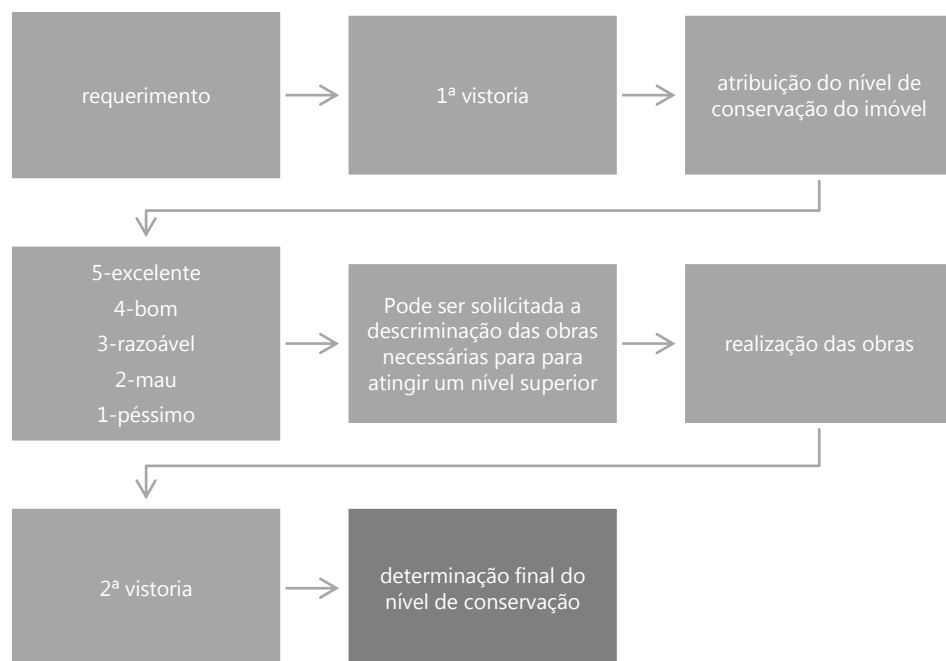 requerimento
1ª vistoria
atribuição do nível de
conservação do imóvel
5-excelente
4-bom
3-razoável
2-mau
1-péssimo
Pode ser solilcitada a
descriminação das obras
necessárias para para
atingir um nível superior
realização das obras
2ª vistoria
determinação final do
nível de conservação